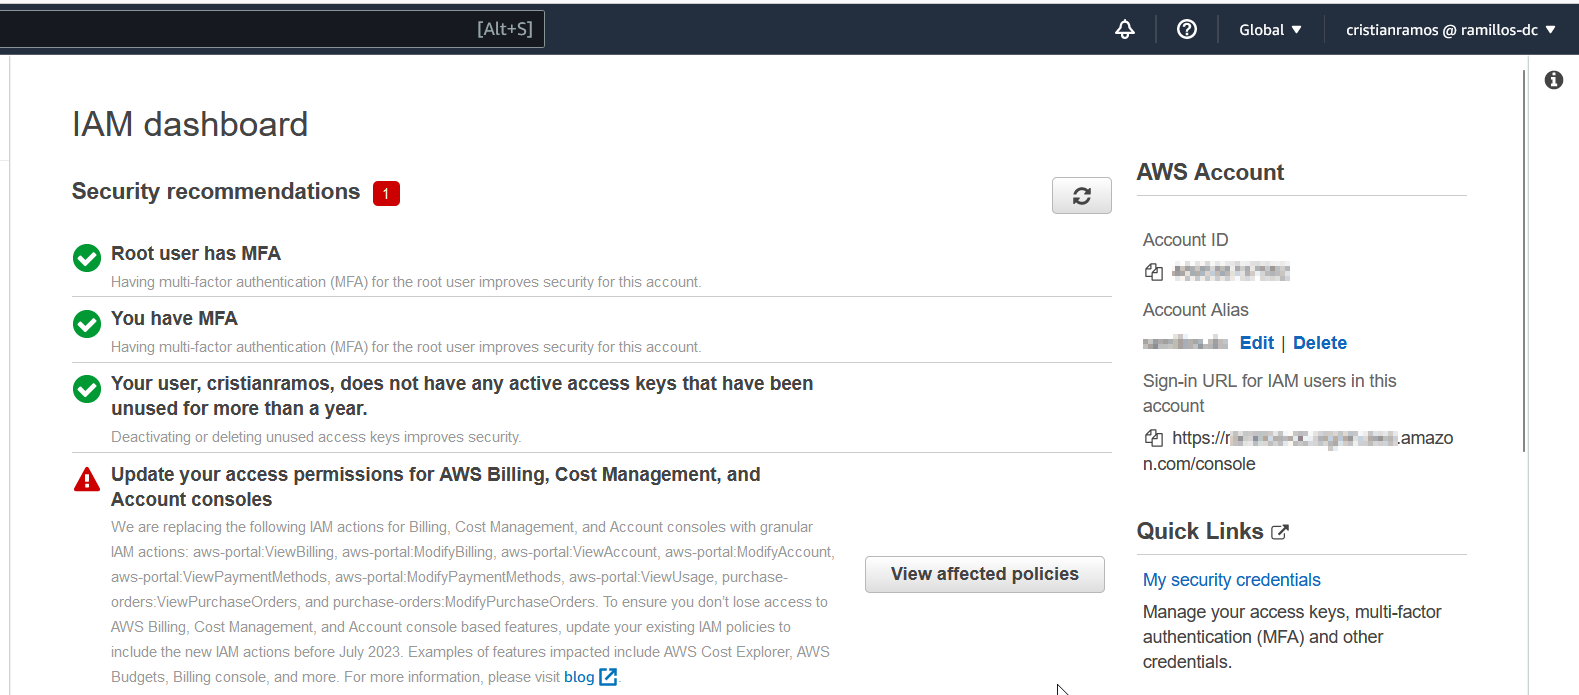 [Alt+S]
Global ▼
cristianramos @ ramillos-dc ▼
IAM dashboard
Security recommendations 1
Root user has MFA
Having multi-factor authentication (MFA) for the root user improves security for this account.
You have MFA
Having multi-factor authentication (MFA) for the root user improves security for this account.
Your user, cristianramos, does not have any active access keys that have been
unused for more than a year.
Deactivating or deleting unused access keys improves security.
Update your access permissions for AWS Billing, Cost Management, and
Account consoles
We are replacing the following IAM actions for Billing, Cost Management, and Account consoles with granular
IAM actions: aws-portal:ViewBilling, aws-portal:ModifyBilling, aws-portal:ViewAccount, aws-portal:ModifyAccount,
aws-portal:ViewPaymentMethods, aws-portal:ModifyPaymentMethods, aws-portal:ViewUsage, purchase-
orders:ViewPurchaseOrders, and purchase-orders:ModifyPurchaseOrders. To ensure you don't lose access to
AWS Billing, Cost Management, and Account console based features, update your existing IAM policies to
include the new IAM actions before July 2023. Examples of features impacted include AWS Cost Explorer, AWS
Budgets, Billing console, and more. For more information, please visit blog .
View affected policies
AWS Account
Account ID
Account Alias
Edit | Delete
Sign-in URL for IAM users in this
account
https://r .amazo
n.com/console
Quick Links
My security credentials
Manage your access keys, multi-factor
authentication (MFA) and other
credentials.